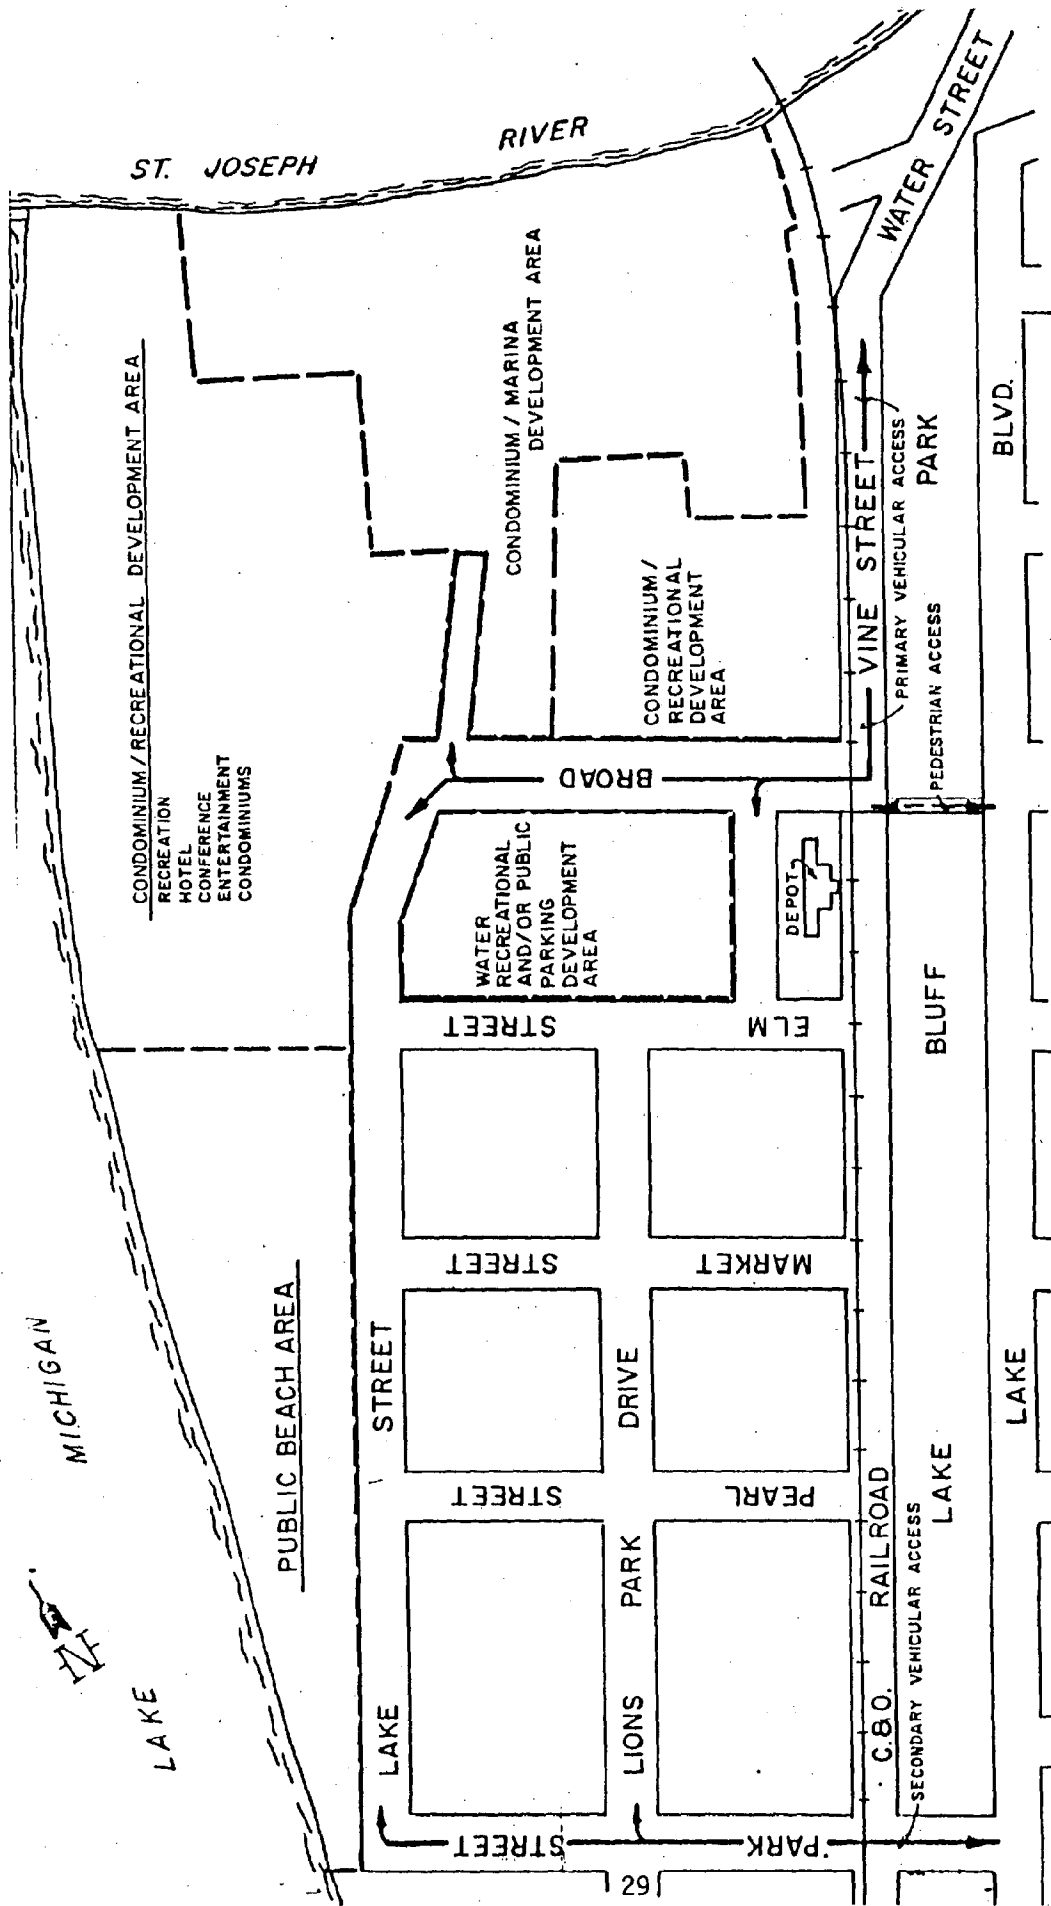 ST. JOSEPH RIVER
CONDOMINIUM/RECREATIONAL DEVELOPMENT AREA
RECREATION
HOTEL
CONFERENCE
ENTERTAINMENT
CONDOMINIUMS
CONDOMINIUM / MARINA
DEVELOPMENT AREA
CONDOMINIUM /
RECREATIONAL
DEVELOPMENT
AREA
WATER STREET
VINE STREET
PRIMARY VEHICULAR ACCESS
PARK
BLVD.
PEDESTRIAN ACCESS
BROAD
WATER
RECREATIONAL
AND/OR PUBLIC
PARKING
DEVELOPMENT
AREA
DEPOT
STREET
ELM
BLUFF
STREET
MARKET
LAKE MICHIGAN
N
PUBLIC BEACH AREA
LAKE STREET
LIONS PARK DRIVE
STREET
PEARL
C.&O. RAILROAD
LAKE
LAKE
SECONDARY VEHICULAR ACCESS
STREET
PARK
29